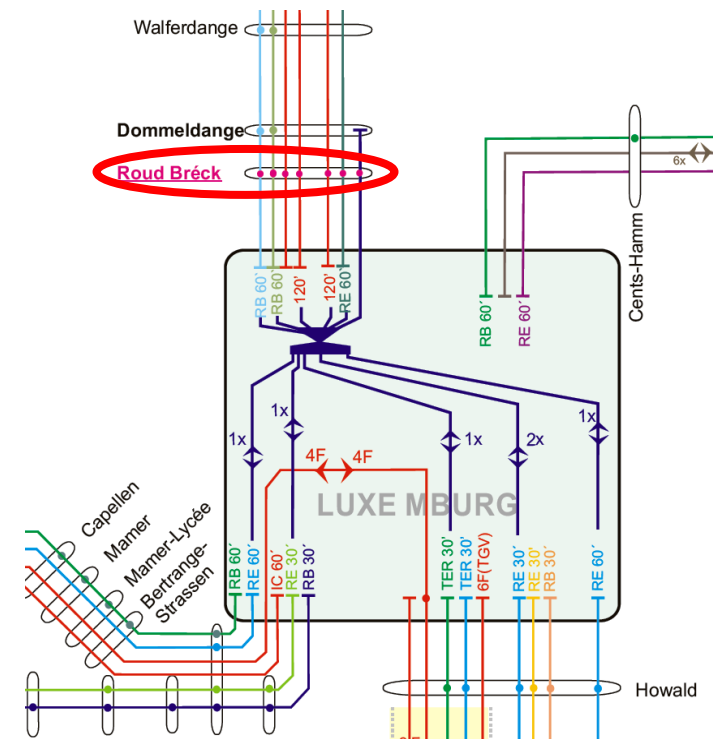 Walferdange
Dommeldange
Roud Bréck
6x
Cents-Hamm
RB 60'
RB 60'
120'
120'
RE 60'
RB 60'
RE 60'
1x
1x
1x
2x
1x
4F
4F
LUXE MBURG
Capellen
Mamer
Mamer-Lycée
Bertrange-
Strassen
RB 60'
RE 60'
IC 60'
RE 30'
RB 30'
TER 30'
TER 30'
6F(TGV)
RE 30'
RE 30'
RB 30'
RE 60'
Howald